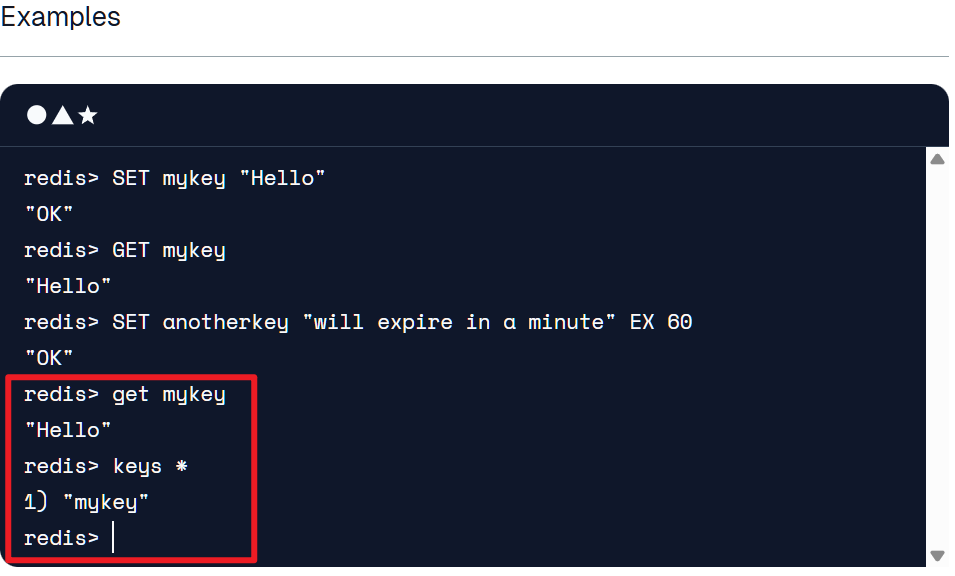 Examples
redis> SET mykey "Hello"
"OK"
redis> GET mykey
"Hello"
redis> SET anotherkey "will expire in a minute" EX 60
"OK"
redis> get mykey
"Hello"
redis> keys *
1) "mykey"
redis>